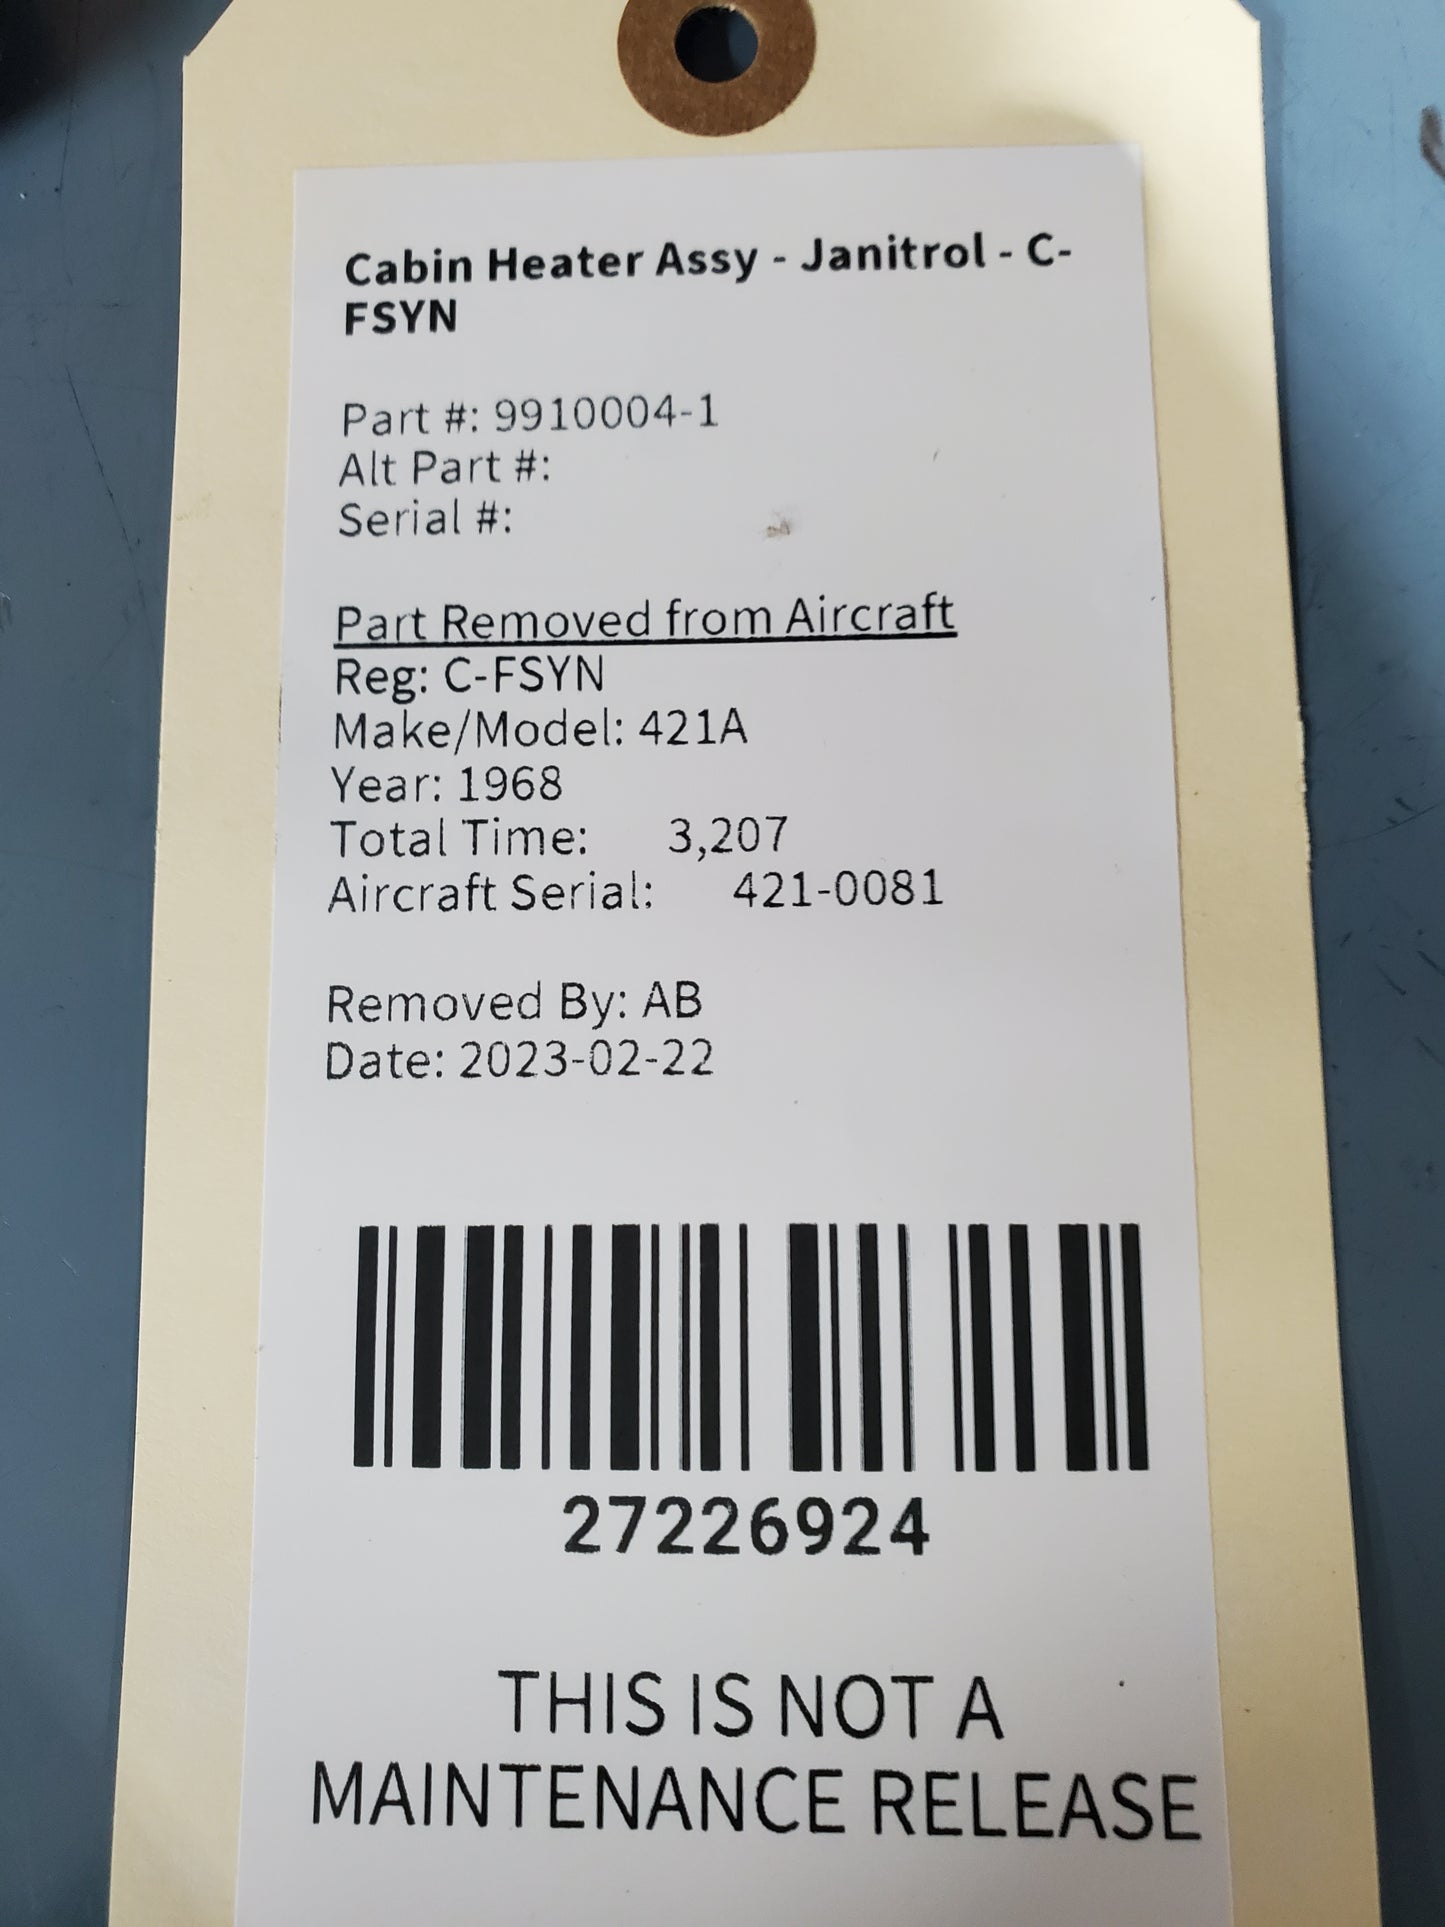 Cabin Heater Assy - Janitrol - C-
FSYN
Part #: 9910004-1
Alt Part #:
Serial #:
Part Removed from Aircraft
Reg: C-FSYN
Make/Model: 421A
Year: 1968
Total Time: 3,207
Aircraft Serial: 421-0081
Removed By: AB
Date: 2023-02-22
27226924
THIS IS NOT A
MAINTENANCE RELEASE